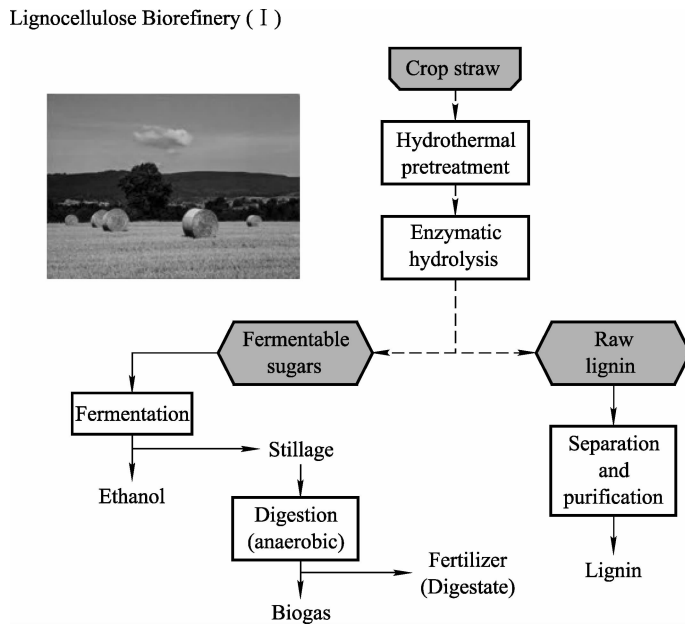 Lignocellulose Biorefinery (Ⅰ)
Crop straw
Hydrothermal
pretreatment
Enzymatic
hydrolysis
Fermentable
sugars
Raw
lignin
Fermentation
Stillage
Ethanol
Separation
and
purification
Digestion
(anaerobic)
Fertilizer
(Digestate)
Lignin
Biogas